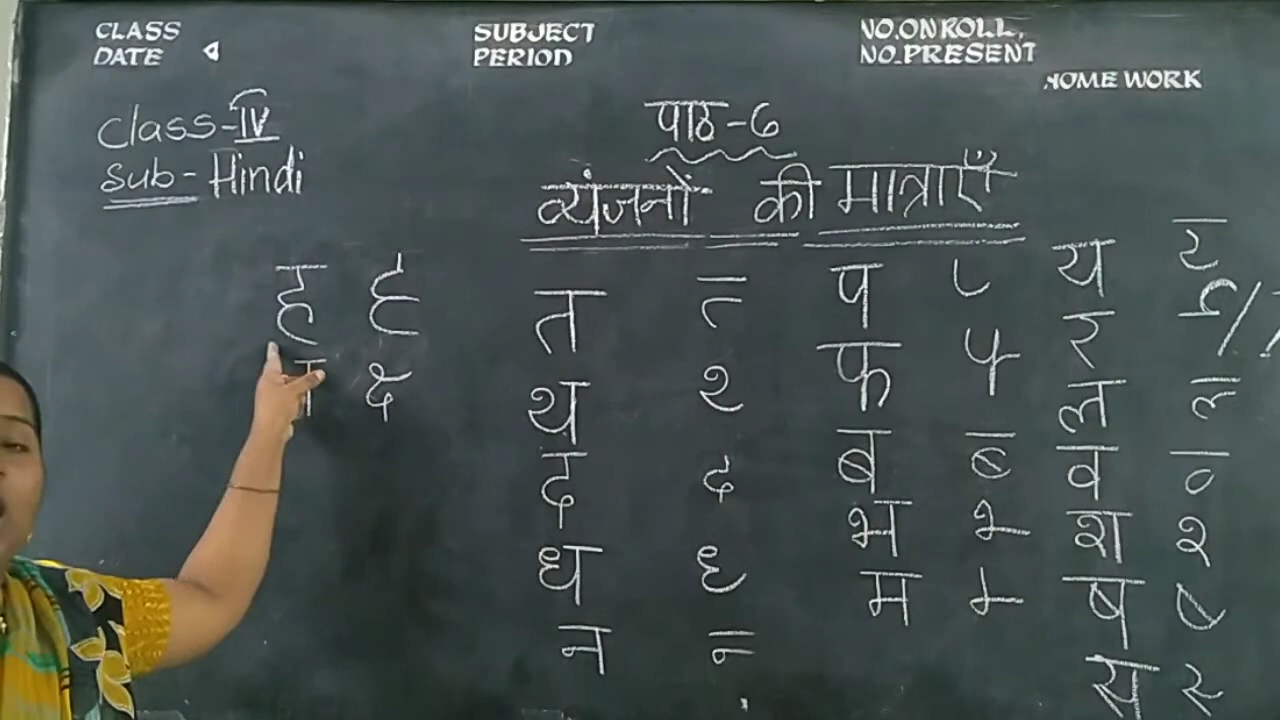 CLASS
DATE
SUBJECT
PERIOD
NO.ON ROLL.
NO.PRESENT
HOME WORK
Class-IV
Sub- Hindi
पाठ-6
व्यंजनों की मात्राएँ
ह
त त्
थ थ्
द द
ध ध्
न न्
प प्
फ फ्
ब ब्
भ भ्
म म्
य य्
र
ल ल्
व व्
श श्
ष ष्
स स्